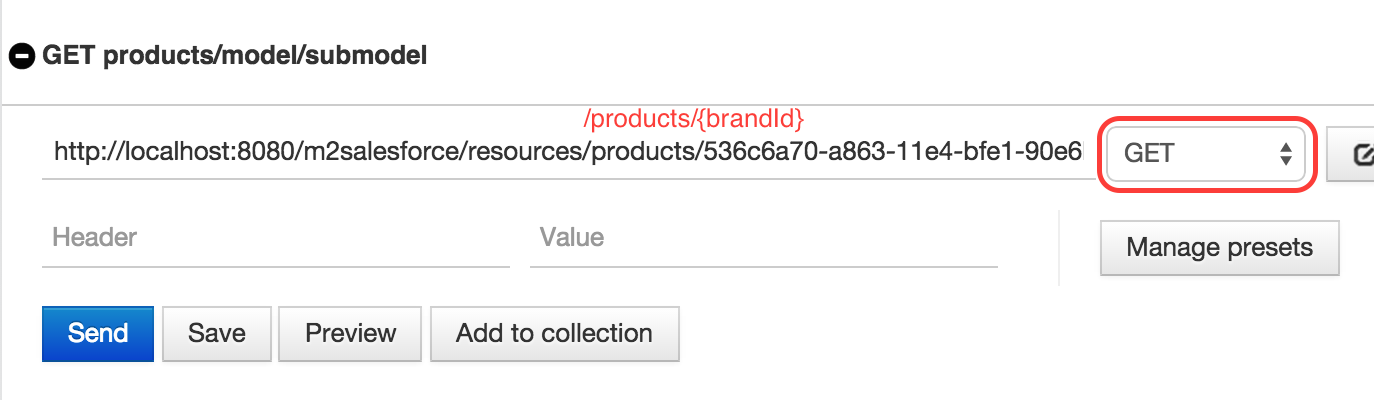 GET products/model/submodel
/products/{brandId}
http://localhost:8080/m2salesforce/resources/products/536c6a70-a863-11e4-bfe1-90e6
GET
Header
Value
Manage presets
Send
Save
Preview
Add to collection